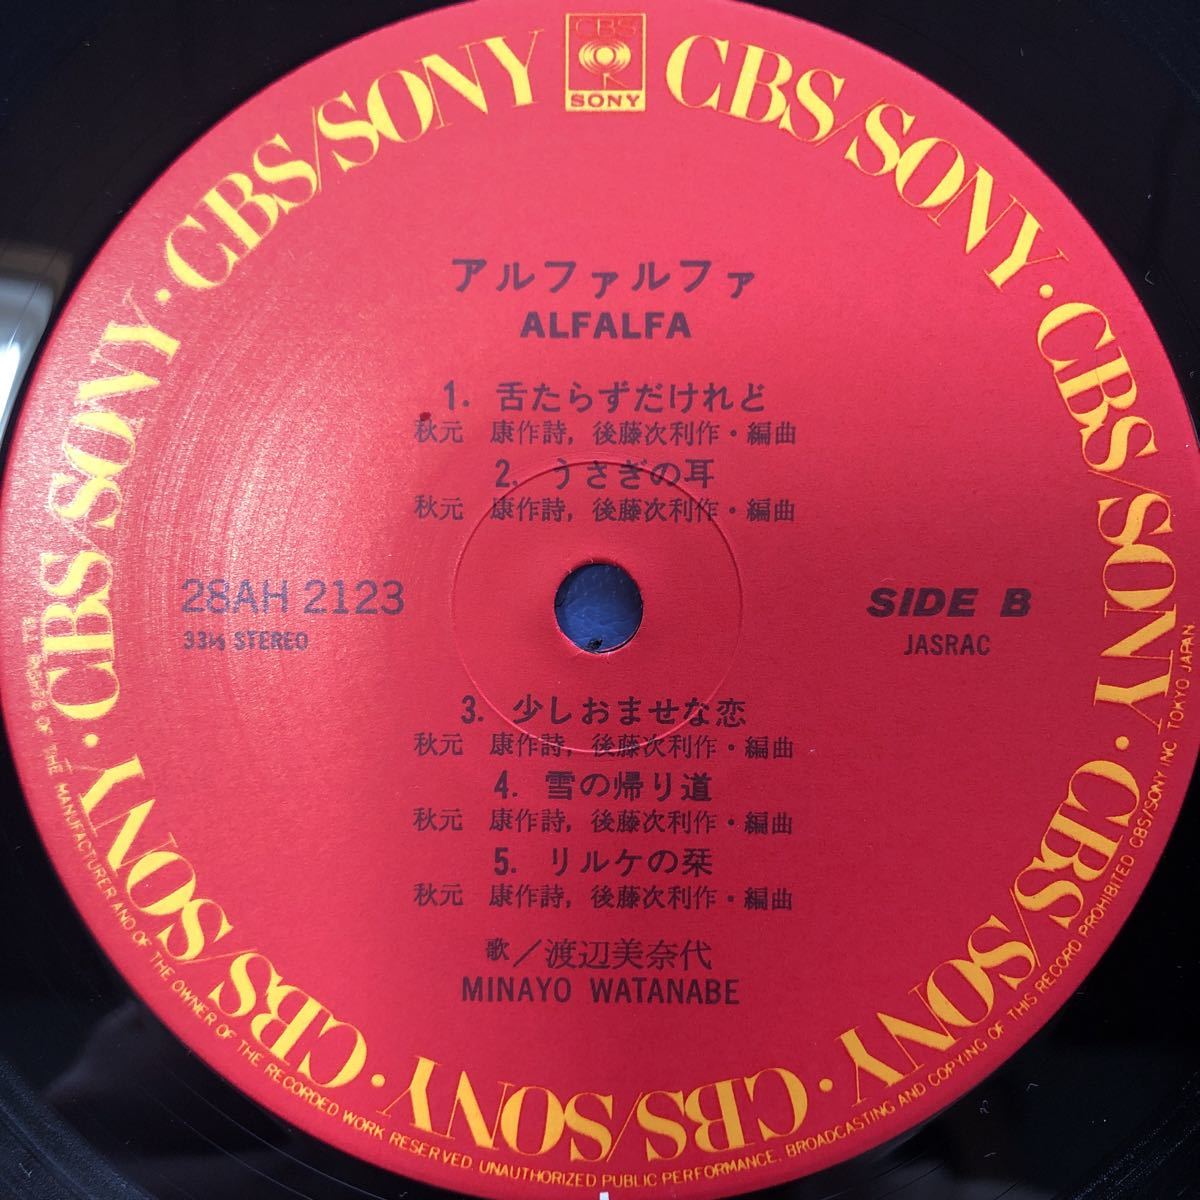 CBS
SONY
CBS/SONY · CBS/SONY · CBS/SONY · CBS/SONY · CBS/SONY · CBS/SONY · CBS/SONY · CBS/SONY
アルファルファ
ALFALFA
1. 舌たらずだけれど
秋元 康作詩, 後藤次利作・編曲
2. うさぎの耳
秋元 康作詩, 後藤次利作・編曲
28AH 2123
33⅓ STEREO
SIDE B
JASRAC
3. 少しおませな恋
秋元 康作詩, 後藤次利作・編曲
4. 雪の帰り道
秋元 康作詩, 後藤次利作・編曲
5. リルケの栞
秋元 康作詩, 後藤次利作・編曲
歌/渡辺美奈代
MINAYO WATANABE
ALL RIGHTS OF THE MANUFACTURER AND OF THE OWNER OF THE RECORDED WORK RESERVED. UNAUTHORIZED PUBLIC PERFORMANCE, BROADCASTING AND COPYING OF THIS RECORD PROHIBITED CBS/SONY INC. TOKYO JAPAN